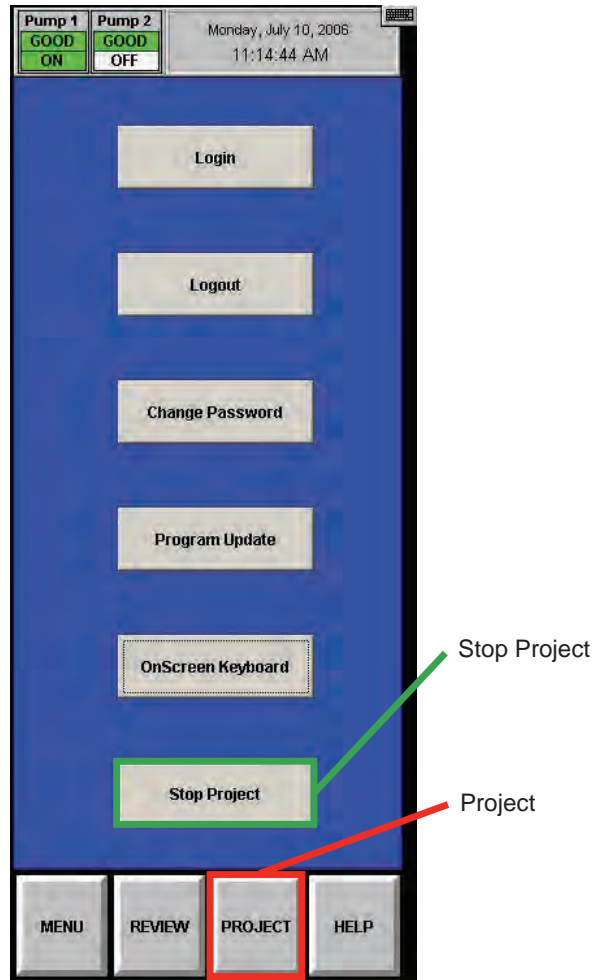 Pump 1 Pump 2
GOOD GOOD
ON OFF
Monday, July 10, 2006
11:14:44 AM
Login
Logout
Change Password
Program Update
OnScreen Keyboard
Stop Project
Stop Project
Project
MENU REVIEW PROJECT HELP